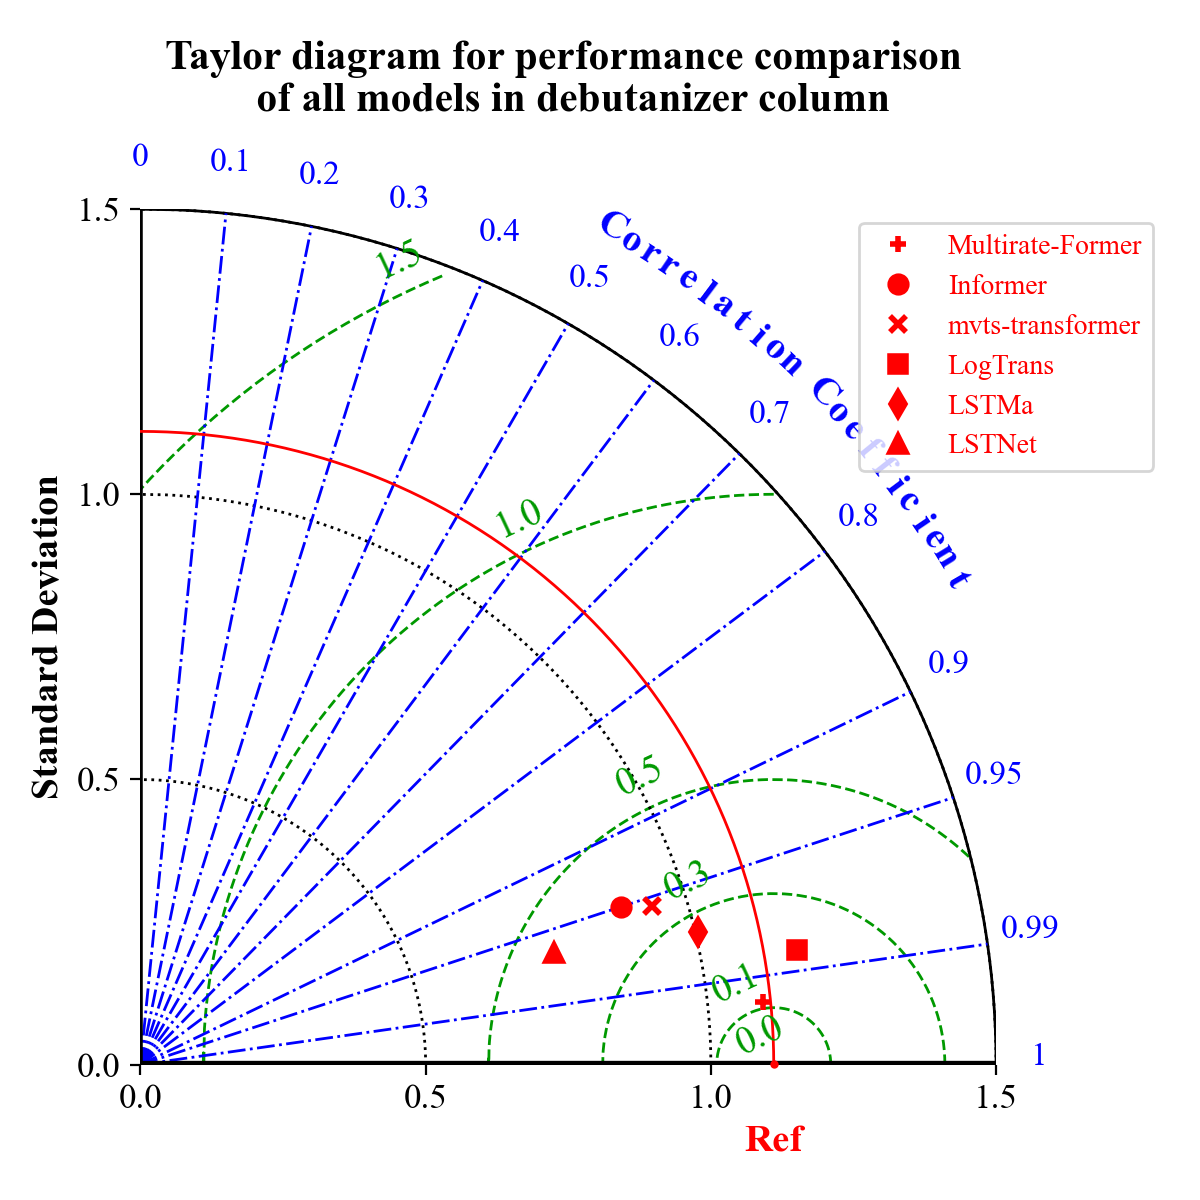 Taylor diagram for performance comparison
of all models in debutanizer column
0
0.1
0.2
0.3
0.4
0.5
0.6
0.7
0.8
0.9
0.95
0.99
1
Correlation Coefficient
Multirate-Former
Informer
mvts-transformer
LogTrans
LSTMa
LSTNet
1.5
1.0
0.5
0.3
0.1
0.0
Standard Deviation
1.5
1.0
0.5
0.0
0.0
0.5
1.0
1.5
Ref